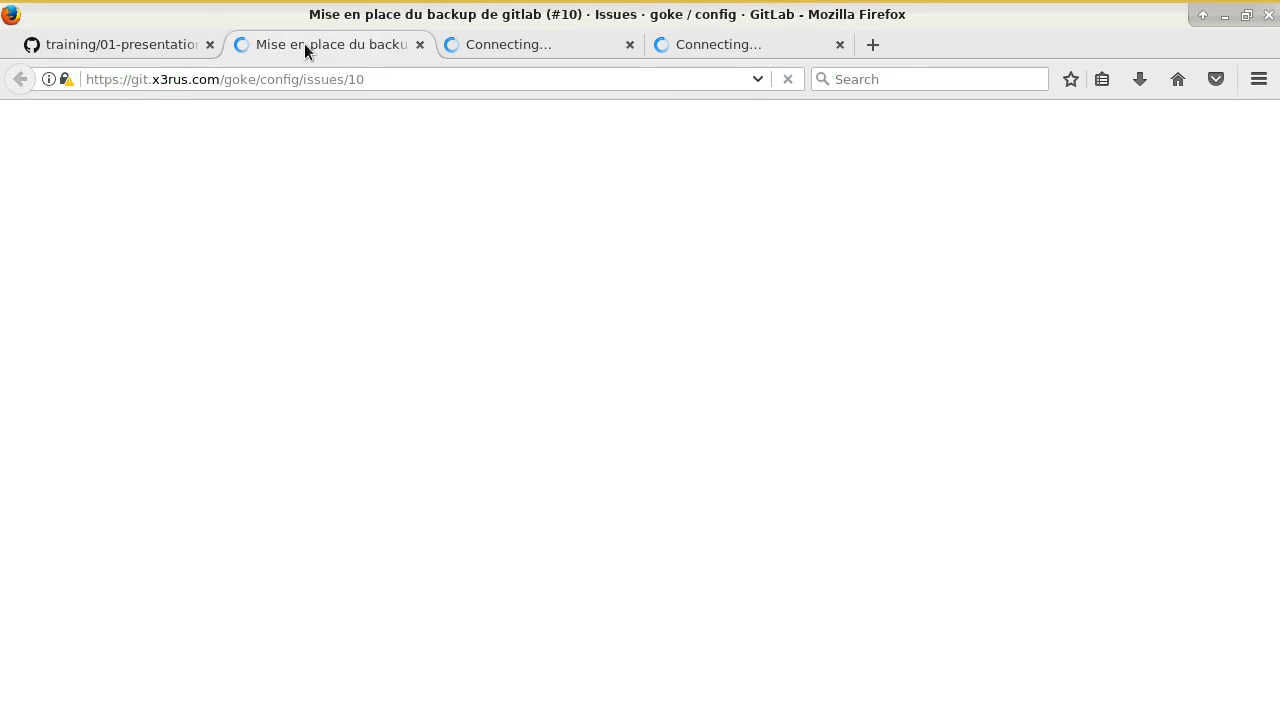 Mise en place du backup de gitlab (#10) · Issues · goke / config · GitLab - Mozilla Firefox
training/01-presentatio
Mise en place du backu
Connecting...
Connecting...
https://git.x3rus.com/goke/config/issues/10
Search